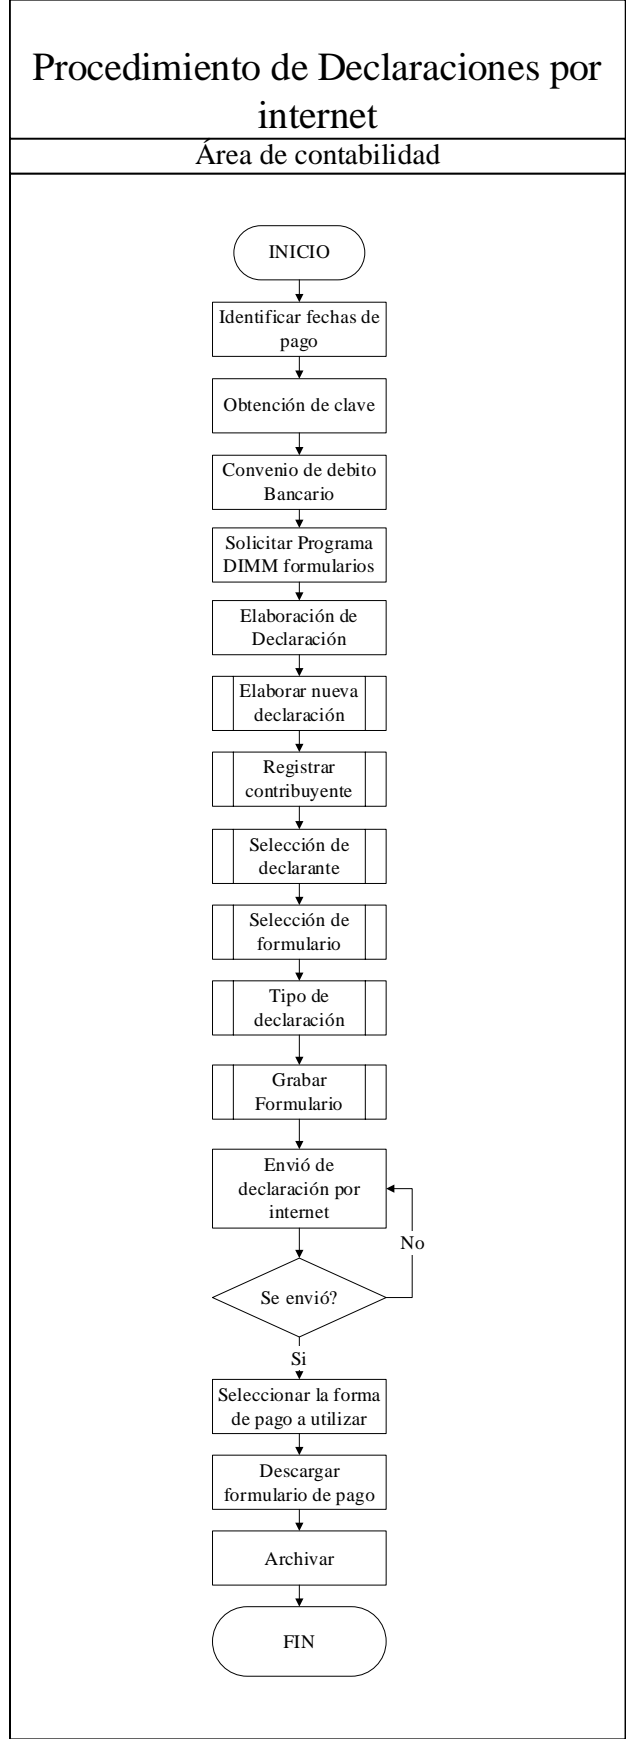 Procedimiento de Declaraciones por
internet
Área de contabilidad
INICIO
Identificar fechas de
pago
Obtención de clave
Convenio de debito
Bancario
Solicitar Programa
DIMM formularios
Elaboración de
Declaración
Elaborar nueva
declaración
Registrar
contribuyente
Selección de
declarante
Selección de
formulario
Tipo de
declaración
Grabar
Formulario
Envió de
declaración por
internet
No
Se envió?
Si
Seleccionar la forma
de pago a utilizar
Descargar
formulario de pago
Archivar
FIN